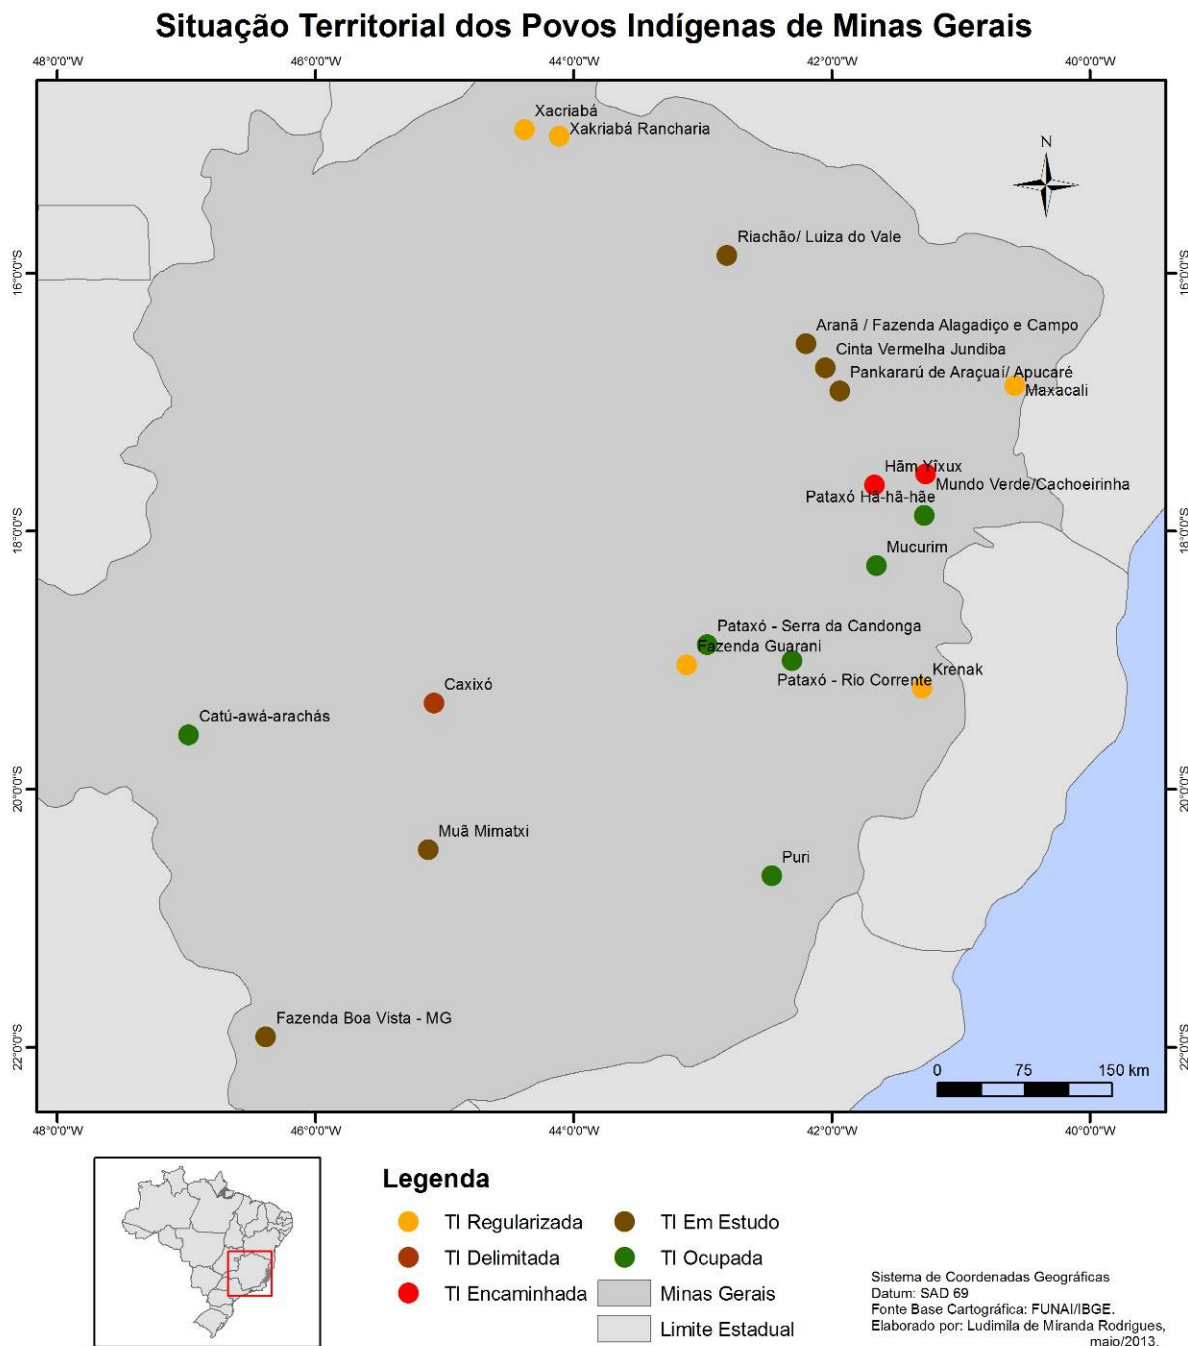 Situação Territorial dos Povos Indígenas de Minas Gerais
48°0'0"W 46°0'0"W 44°0'0"W 42°0'0"W 40°0'0"W
Xacriabá
Xakriabá Rancharia
N
Riachão/ Luiza do Vale
16°0'0"S 16°0'0"S
Aranã / Fazenda Alagadiço e Campo
Cinta Vermelha Jundiba
Pankararú de Araçuaí/ Apucaré
Maxacali
Hãm Yîxux
Mundo Verde/Cachoeirinha
Pataxó Hã-hã-hãe
18°0'0"S 18°0'0"S
Mucurim
Pataxó - Serra da Candonga
Fazenda Guarani
Krenak
Pataxó - Rio Corrente
Caxixó
Catú-awá-arachás
20°0'0"S 20°0'0"S
Muã Mimatxi
Puri
Fazenda Boa Vista - MG
22°0'0"S 22°0'0"S
0 75 150 km
48°0'0"W 46°0'0"W 44°0'0"W 42°0'0"W 40°0'0"W
Legenda
TI Regularizada
TI Delimitada
TI Encaminhada
TI Em Estudo
TI Ocupada
Minas Gerais
Limite Estadual
Sistema de Coordenadas Geográficas
Datum: SAD 69
Fonte Base Cartográfica: FUNAI/IBGE.
Elaborado por: Ludimila de Miranda Rodrigues,
maio/2013.